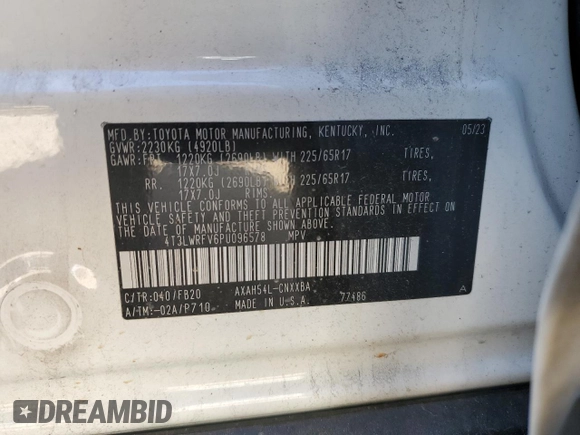 MFD.BY:TOYOTA MOTOR MANUFACTURING, KENTUCKY, INC. 05/23
GVWR:2230KG (4920LB)
GAWR:FRT. 1220KG (2690LB) WITH 225/65R17 TIRES,
17X7.0J RIMS,
RR. 1220KG (2690LB) WITH 225/65R17 TIRES,
17X7.0J RIMS.
THIS VEHICLE CONFORMS TO ALL APPLICABLE FEDERAL MOTOR
VEHICLE SAFETY AND THEFT PREVENTION STANDARDS IN EFFECT ON
THE DATE OF MANUFACTURE SHOWN ABOVE.
4T3LWRFV6PU096578 MPV
C/TR:040/FB20 AXAH54L-CNXXBA 77486 A
A/TM:-02A/P710 MADE IN U.S.A.
DREAMBID